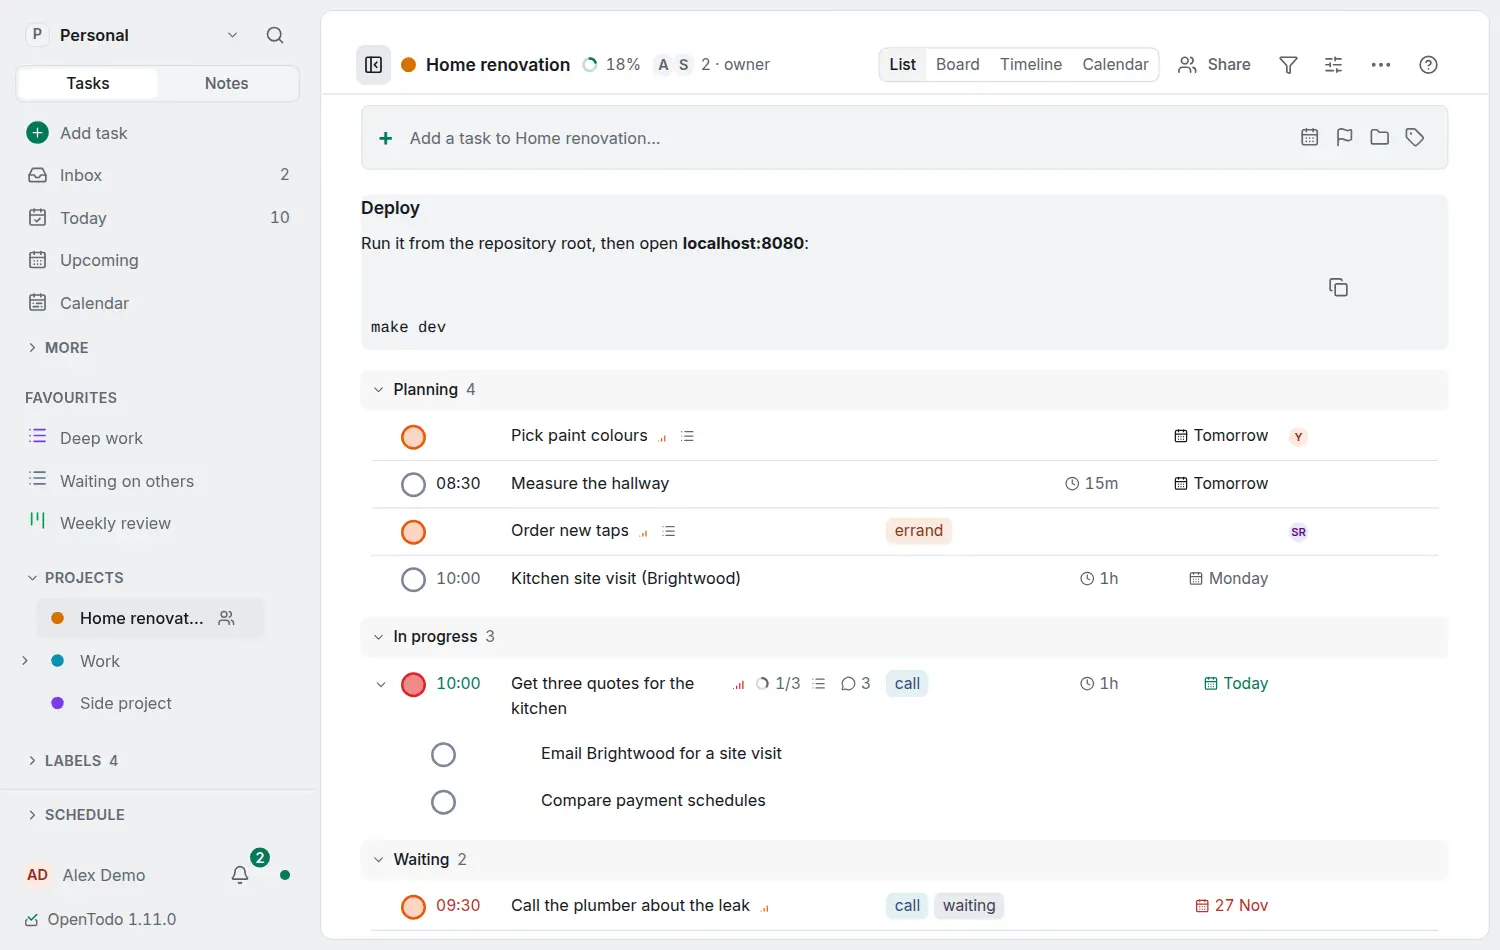 P Personal
Tasks Notes
Add task
Inbox 2
Today 10
Upcoming
Calendar
MORE
FAVOURITES
Deep work
Waiting on others
Weekly review
PROJECTS
Home renovat...
Work
Side project
LABELS 4
SCHEDULE
AD Alex Demo 2
OpenTodo 1.11.0
Home renovation 18% A S 2 · owner List Board Timeline Calendar Share
Add a task to Home renovation...
Deploy
Run it from the repository root, then open localhost:8080:
make dev
Planning 4
Pick paint colours Tomorrow Y
08:30 Measure the hallway 15m Tomorrow
Order new taps errand SR
10:00 Kitchen site visit (Brightwood) 1h Monday
In progress 3
10:00 Get three quotes for the 1/3 3 call 1h Today
kitchen
Email Brightwood for a site visit
Compare payment schedules
Waiting 2
09:30 Call the plumber about the leak call waiting 27 Nov